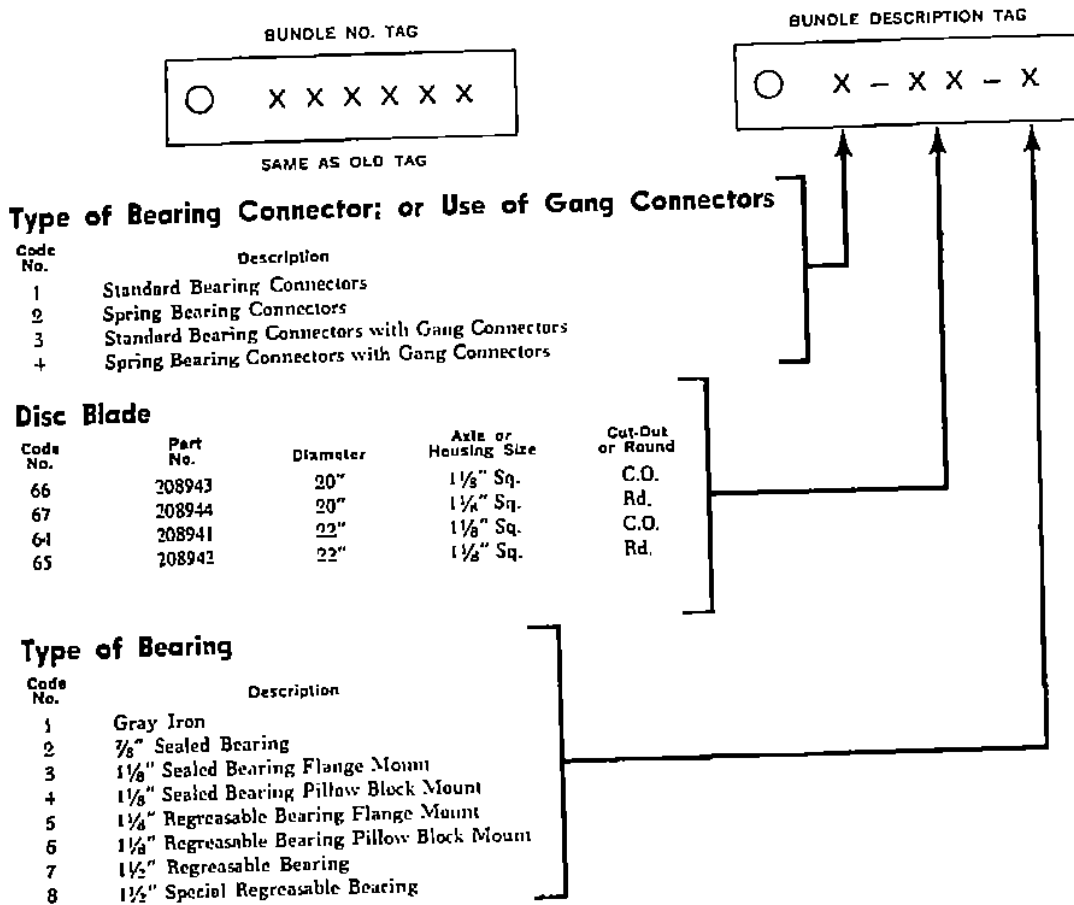 BUNDLE NO. TAG
X X X X X X
SAME AS OLD TAG
BUNDLE DESCRIPTION TAG
X – X X – X
Type of Bearing Connector; or Use of Gang Connectors
Code No. Description
1 Standard Bearing Connectors
2 Spring Bearing Connectors
3 Standard Bearing Connectors with Gang Connectors
4 Spring Bearing Connectors with Gang Connectors
Disc Blade
Code No. Part No. Diameter Axle or Housing Size Cut-Out or Round
66 208943 20" 1⅛" Sq. C.O.
67 208944 20" 1⅛" Sq. Rd.
64 208941 22" 1⅛" Sq. C.O.
65 208942 22" 1⅛" Sq. Rd.
Type of Bearing
Code No. Description
1 Gray Iron
2 ⅞" Sealed Bearing
3 1⅛" Sealed Bearing Flange Mount
4 1⅛" Sealed Bearing Pillow Block Mount
5 1⅛" Regreasable Bearing Flange Mount
6 1⅛" Regreasable Bearing Pillow Block Mount
7 1½" Regreasable Bearing
8 1½" Special Regreasable Bearing